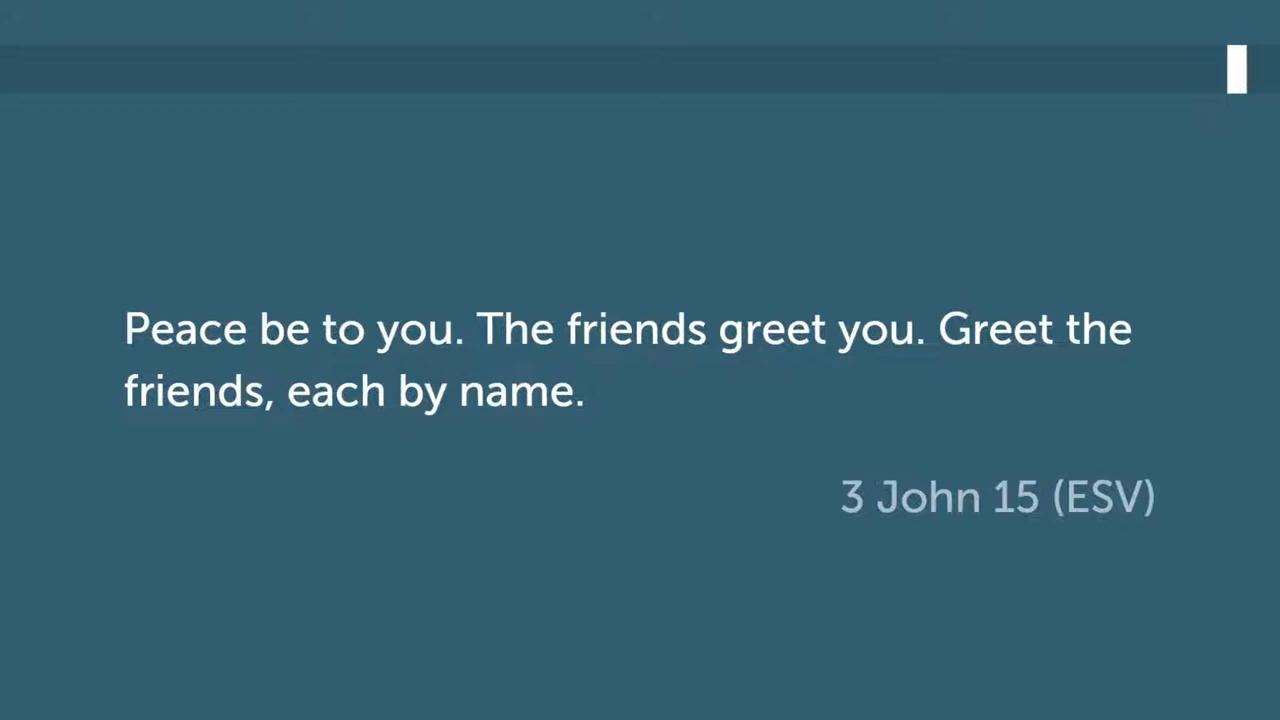 Peace be to you. The friends greet you. Greet the
friends, each by name.
3 John 15 (ESV)